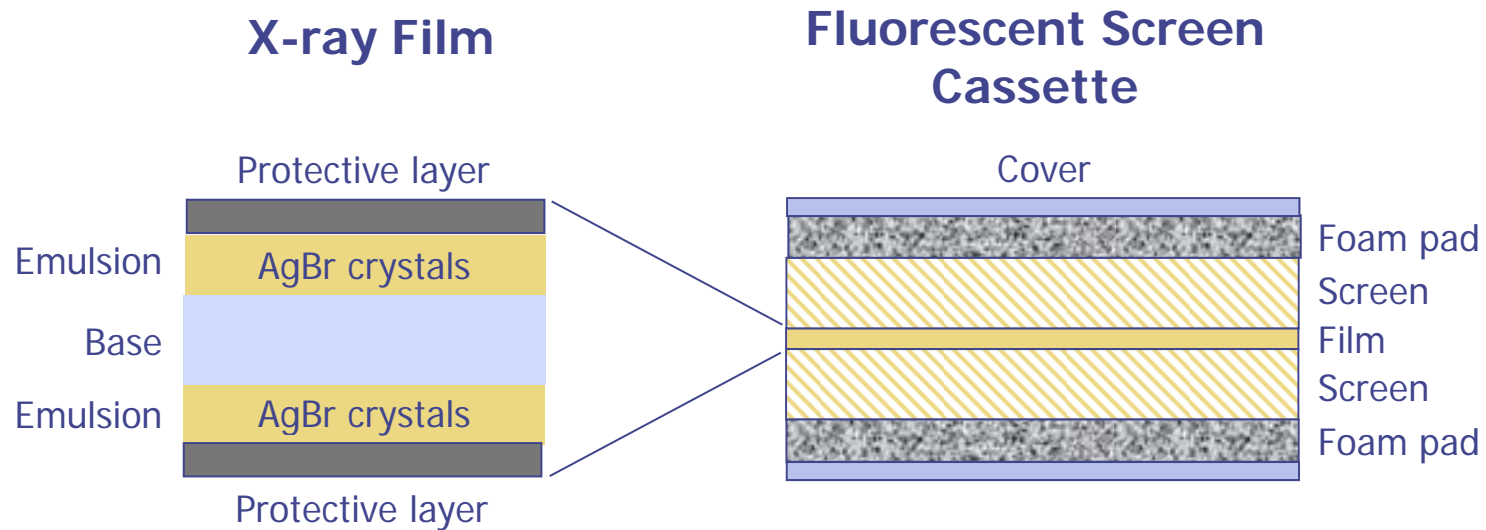 X-ray Film
Fluorescent Screen
Cassette
Protective layer
Emulsion
AgBr crystals
Base
Emulsion
AgBr crystals
Protective layer
Cover
Foam pad
Screen
Film
Screen
Foam pad